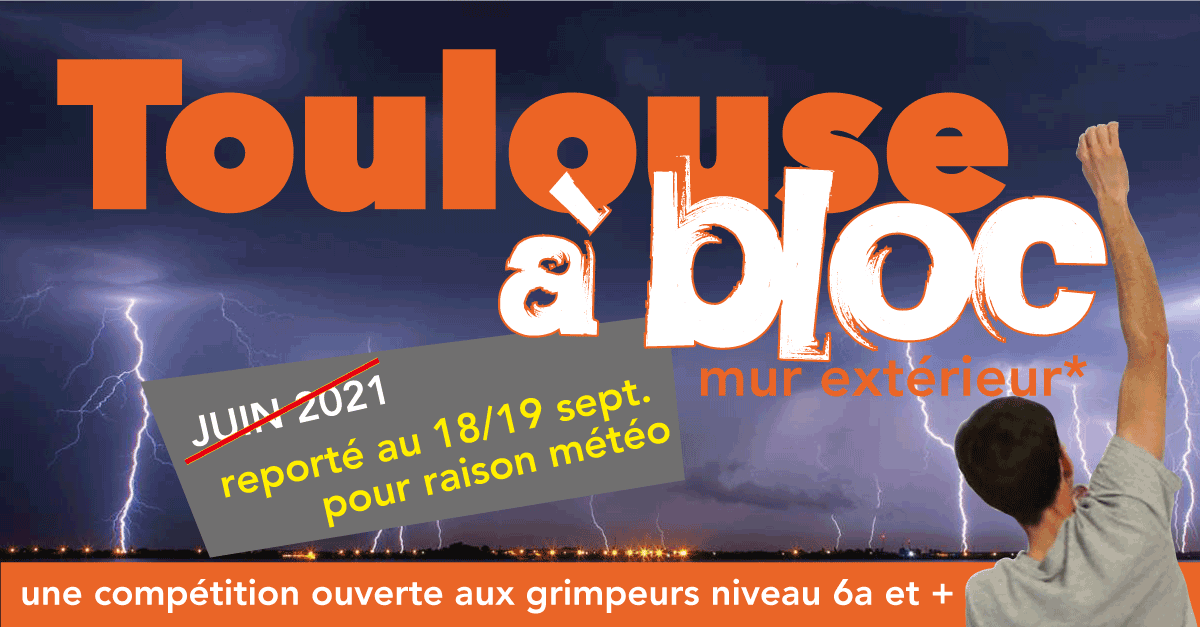 Toulouse
à bloc
mur extérieur*
JUIN 2021
reporté au 18/19 sept.
pour raison météo
une compétition ouverte aux grimpeurs niveau 6a et +